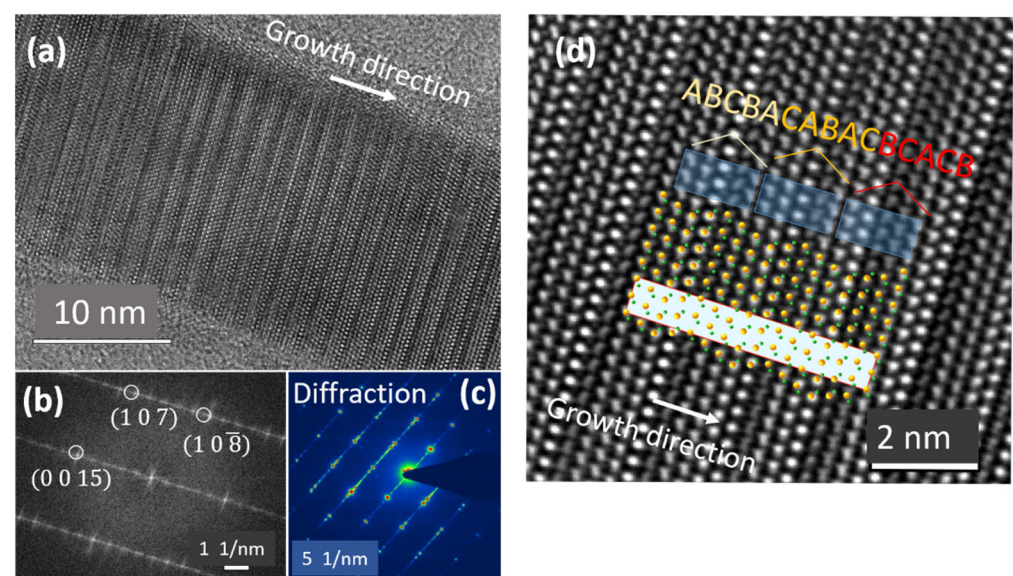 (a)
Growth direction
10 nm
(b)
(1 0 7)
(1 0 8̅)
(0 0 15)
1 1/nm
Diffraction
(c)
5 1/nm
(d)
ABCBACABACBCACB
Growth direction
2 nm